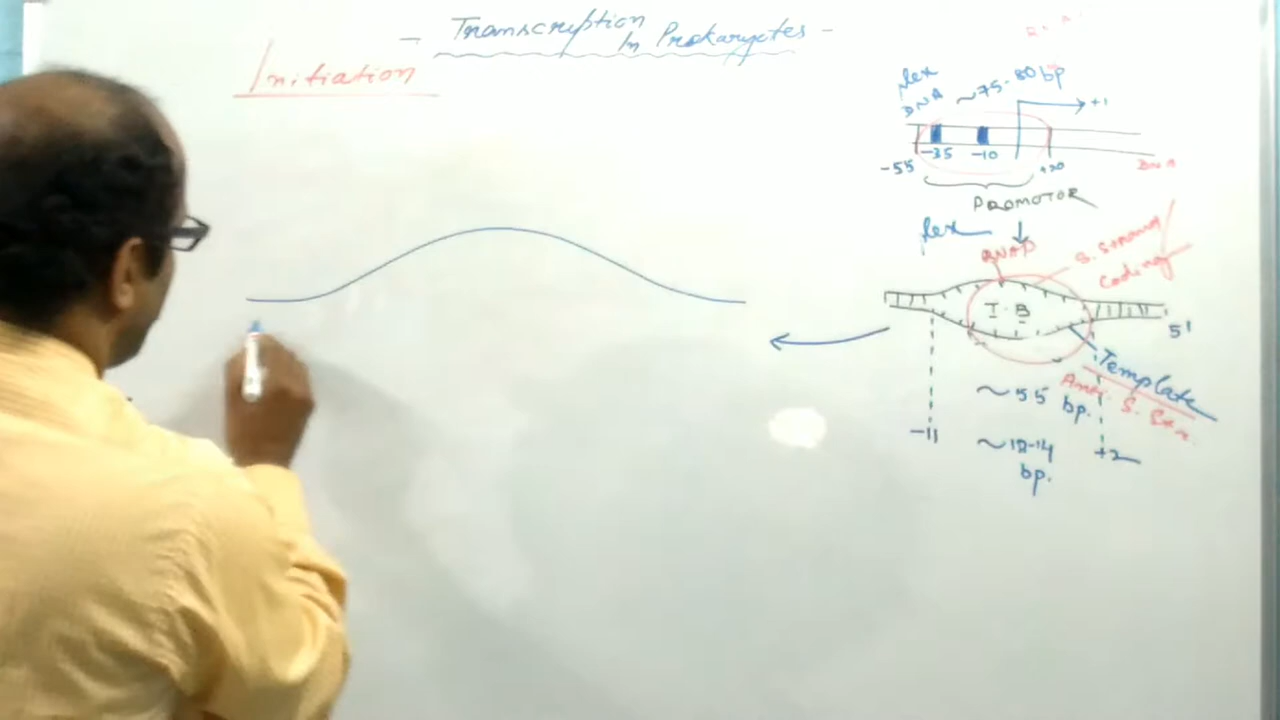 - Transcription
In Prokaryotes -
Initiation
DNA
~75-80 bp
+1
-55
-35
-10
+20
DNA
PROMOTOR
RNAP
S. Strand/
Coding
I-B
5'
Template
~55
bp.
-11
~12-14
bp.
+2